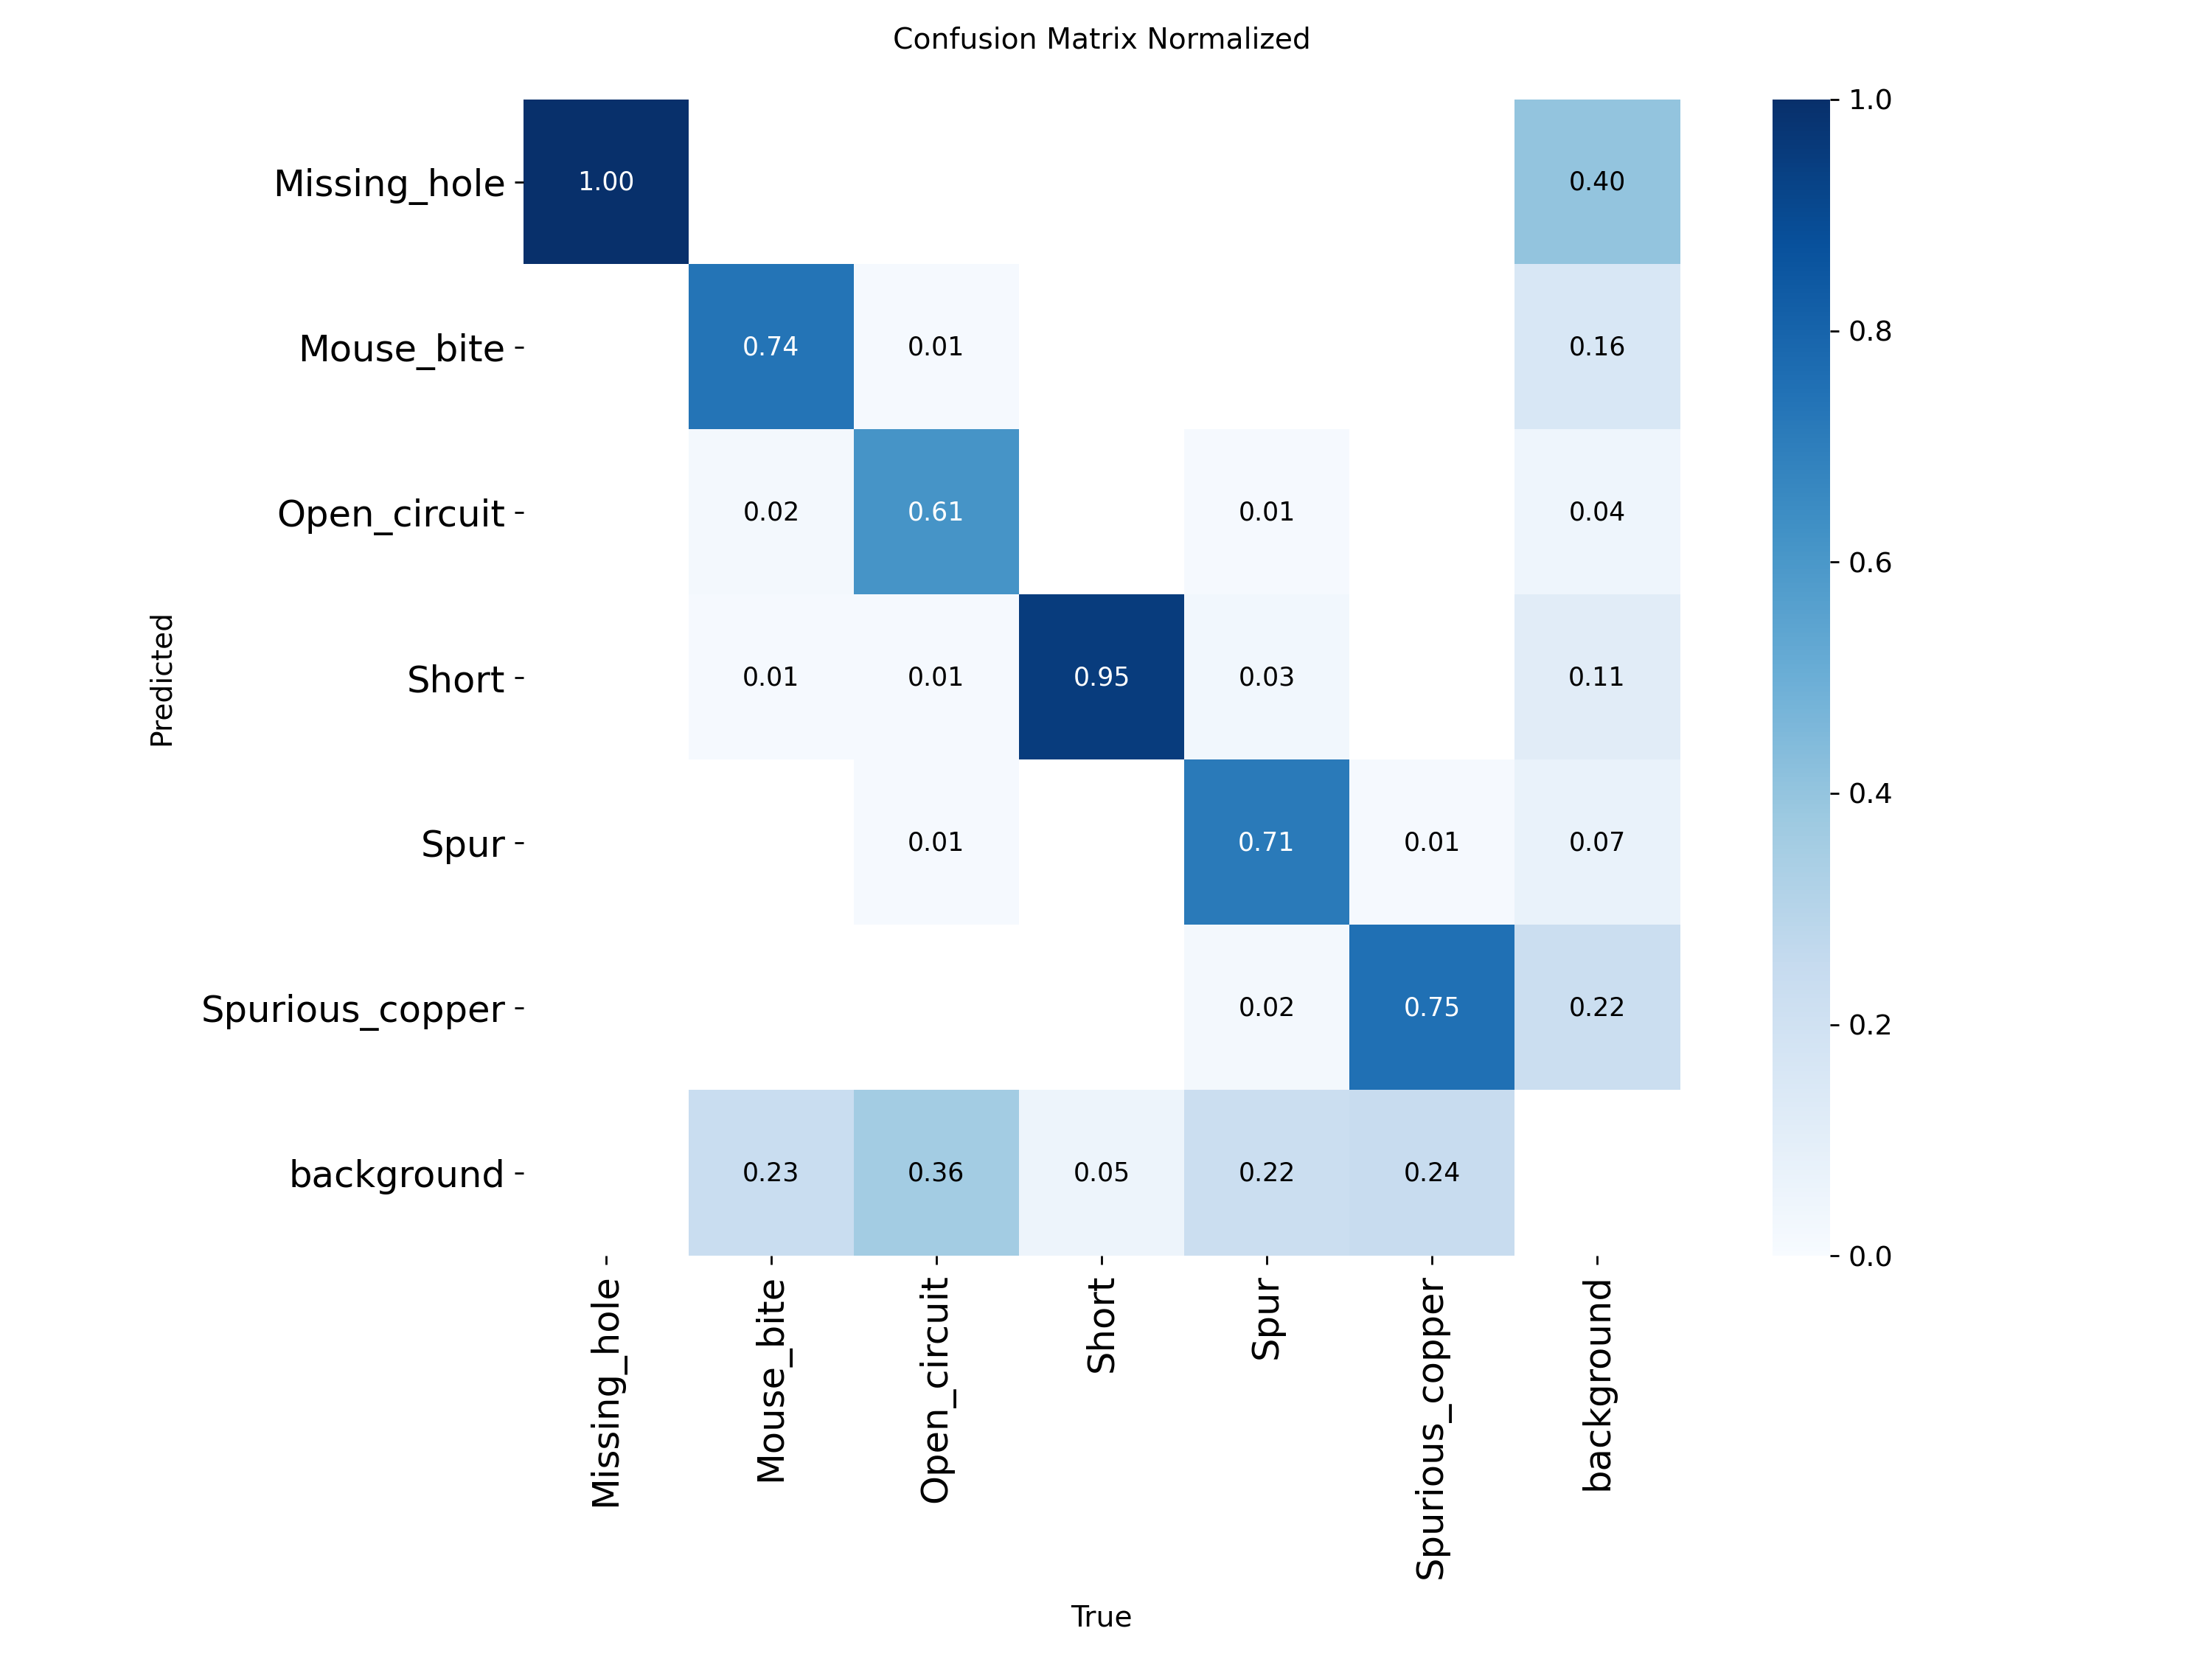 Confusion Matrix Normalized
Missing_hole
1.00
0.40
1.0
Mouse_bite
0.74
0.01
0.16
0.8
Open_circuit
0.02
0.61
0.01
0.04
0.6
Predicted
Short
0.01
0.01
0.95
0.03
0.11
0.4
Spur
0.01
0.71
0.01
0.07
Spurious_copper
0.02
0.75
0.22
0.2
background
0.23
0.36
0.05
0.22
0.24
0.0
Missing_hole
Mouse_bite
Open_circuit
Short
Spur
Spurious_copper
background
True